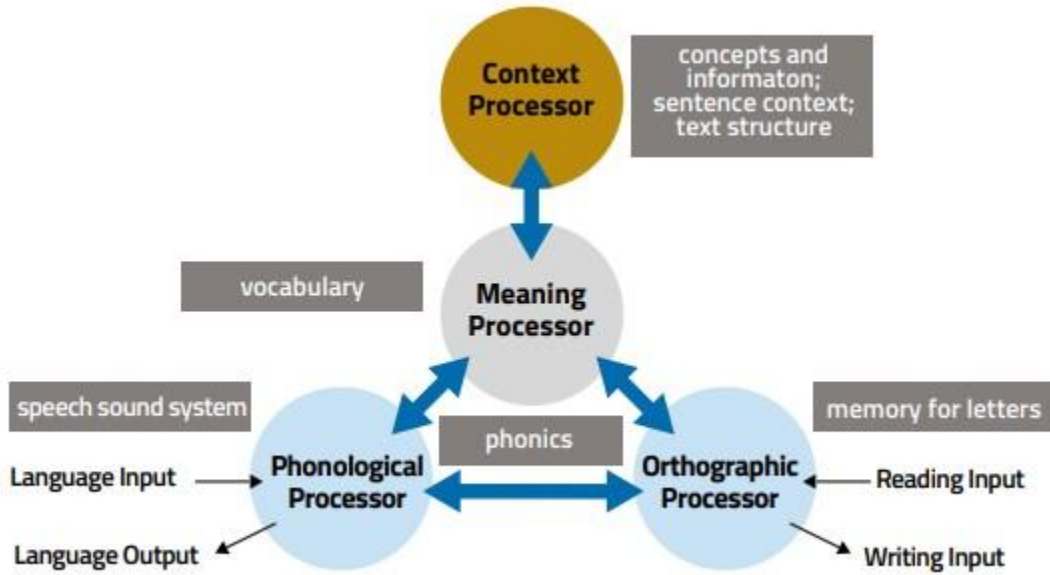 Context
Processor
concepts and
informaton;
sentence context;
text structure
vocabulary
Meaning
Processor
speech sound system
memory for letters
phonics
Language Input
Phonological
Processor
Orthographic
Processor
Reading Input
Language Output
Writing Input